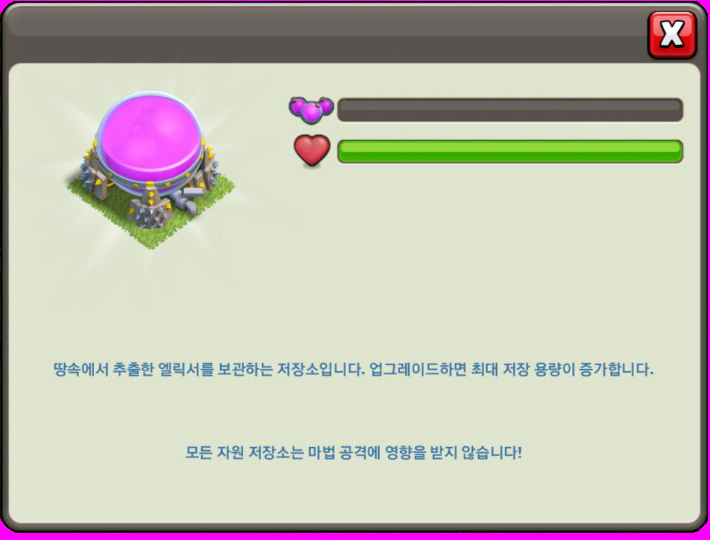 땅속에서 추출한 엘릭서를 보관하는 저장소입니다. 업그레이드하면 최대 저장 용량이 증가합니다.
모든 자원 저장소는 마법 공격에 영향을 받지 않습니다!